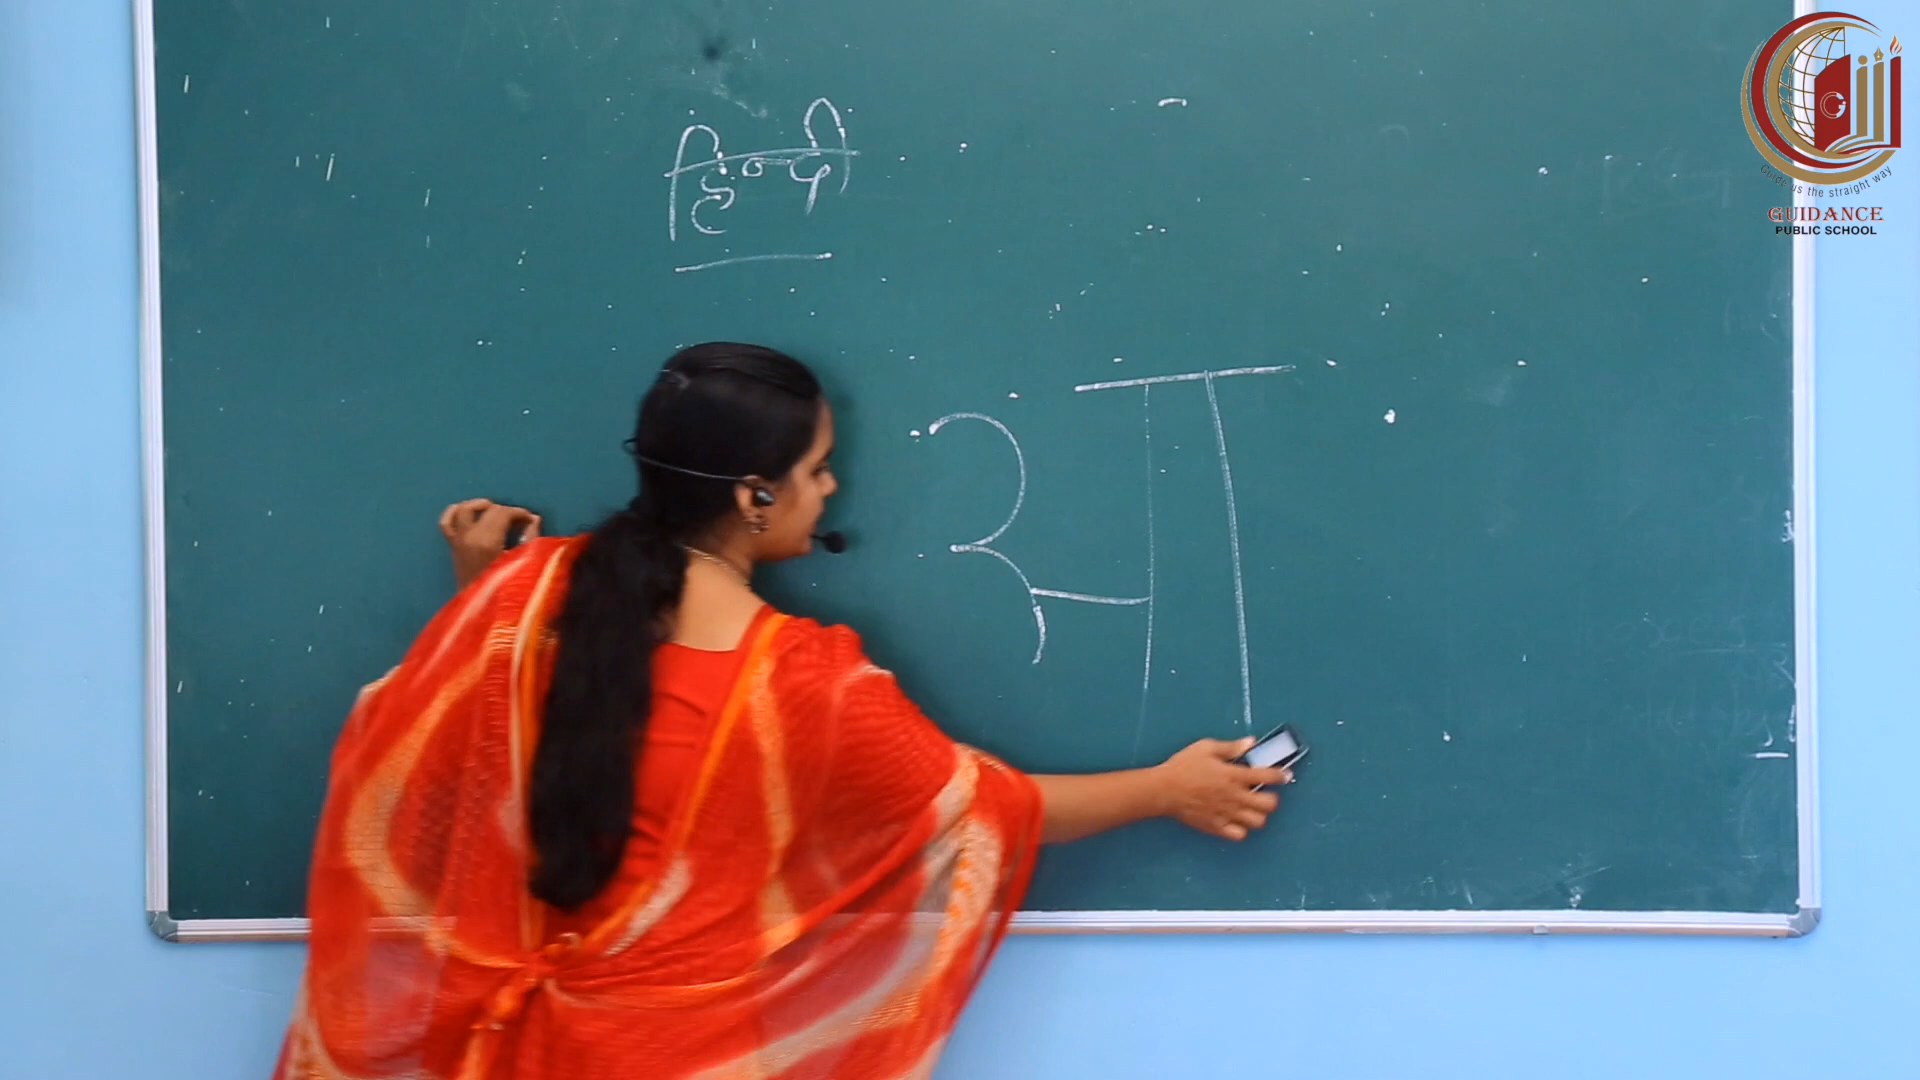 हिन्दी
आ
Guide us the straight way
GUIDANCE
PUBLIC SCHOOL